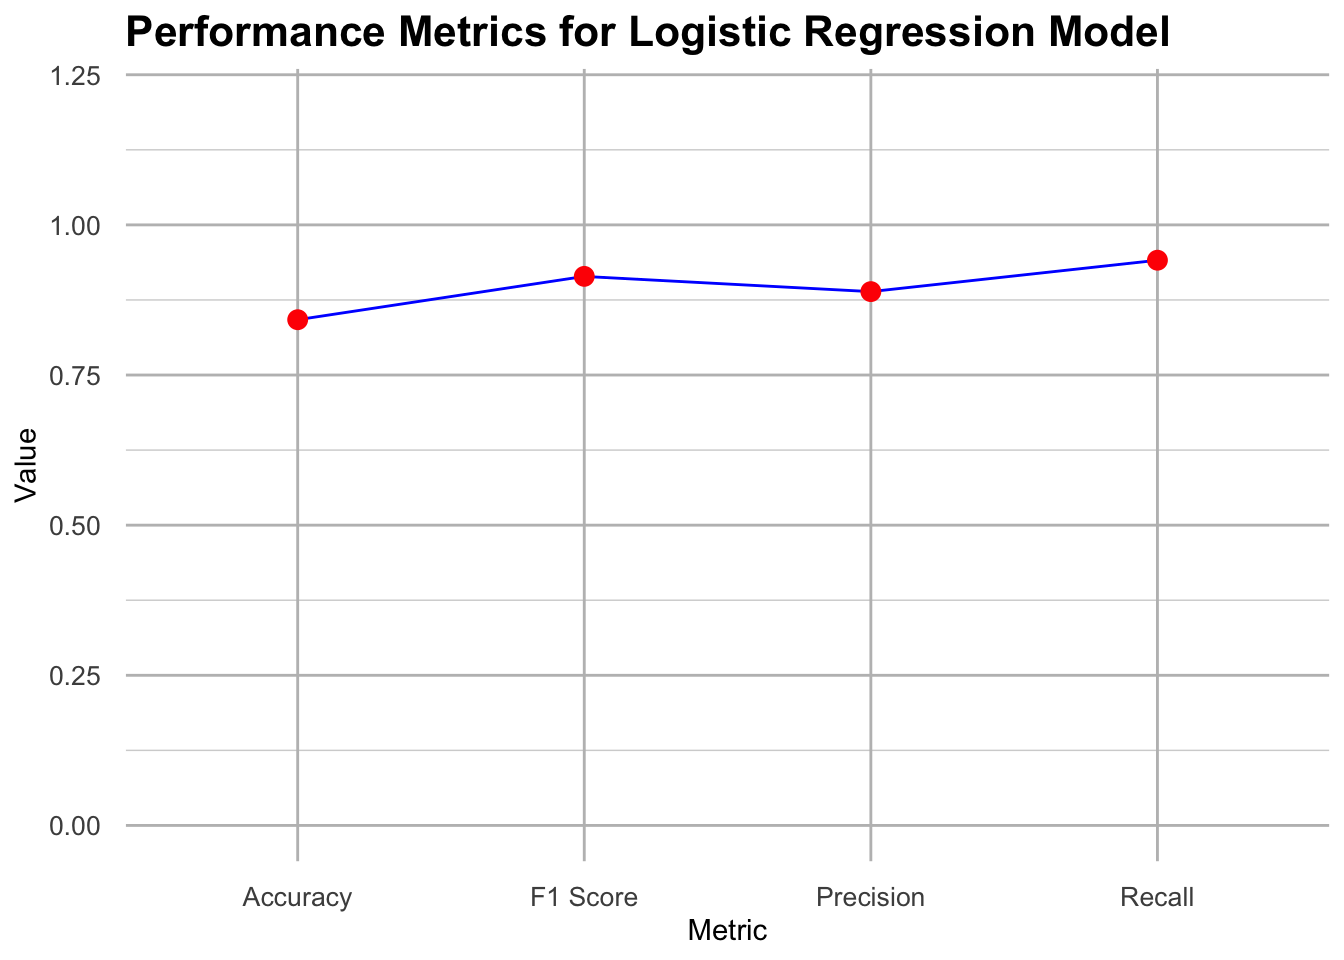 Performance Metrics for Logistic Regression Model
1.25
1.00
0.75
0.50
0.25
0.00
Value
Accuracy F1 Score Precision Recall
Metric